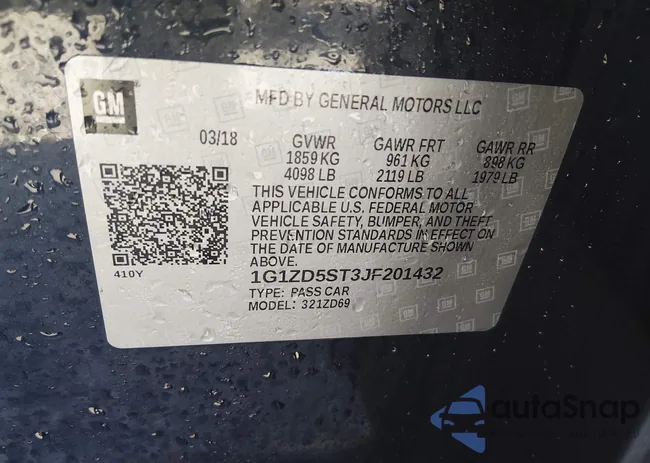 GM
MFD BY GENERAL MOTORS LLC
03/18 GVWR GAWR FRT GAWR RR
1859 KG 961 KG 898 KG
4098 LB 2119 LB 1979 LB
THIS VEHICLE CONFORMS TO ALL
APPLICABLE U.S. FEDERAL MOTOR
VEHICLE SAFETY, BUMPER, AND THEFT
PREVENTION STANDARDS IN EFFECT ON
THE DATE OF MANUFACTURE SHOWN
ABOVE.
410Y
1G1ZD5ST3JF201432
TYPE: PASS CAR
MODEL: 321ZD69
autoSnap